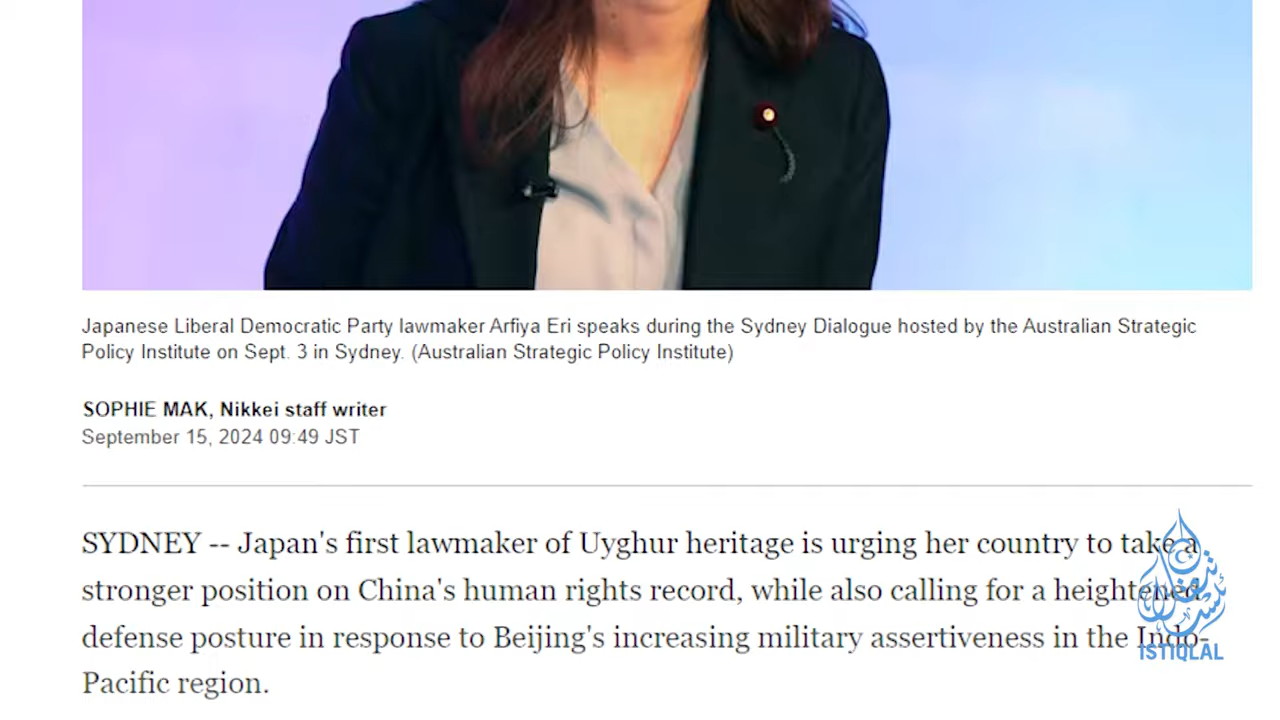 Japanese Liberal Democratic Party lawmaker Arfiya Eri speaks during the Sydney Dialogue hosted by the Australian Strategic
Policy Institute on Sept. 3 in Sydney. (Australian Strategic Policy Institute)
SOPHIE MAK, Nikkei staff writer
September 15, 2024 09:49 JST
SYDNEY -- Japan's first lawmaker of Uyghur heritage is urging her country to take a
stronger position on China's human rights record, while also calling for a heightened
defense posture in response to Beijing's increasing military assertiveness in the Indo-
Pacific region.
ISTIQLAL